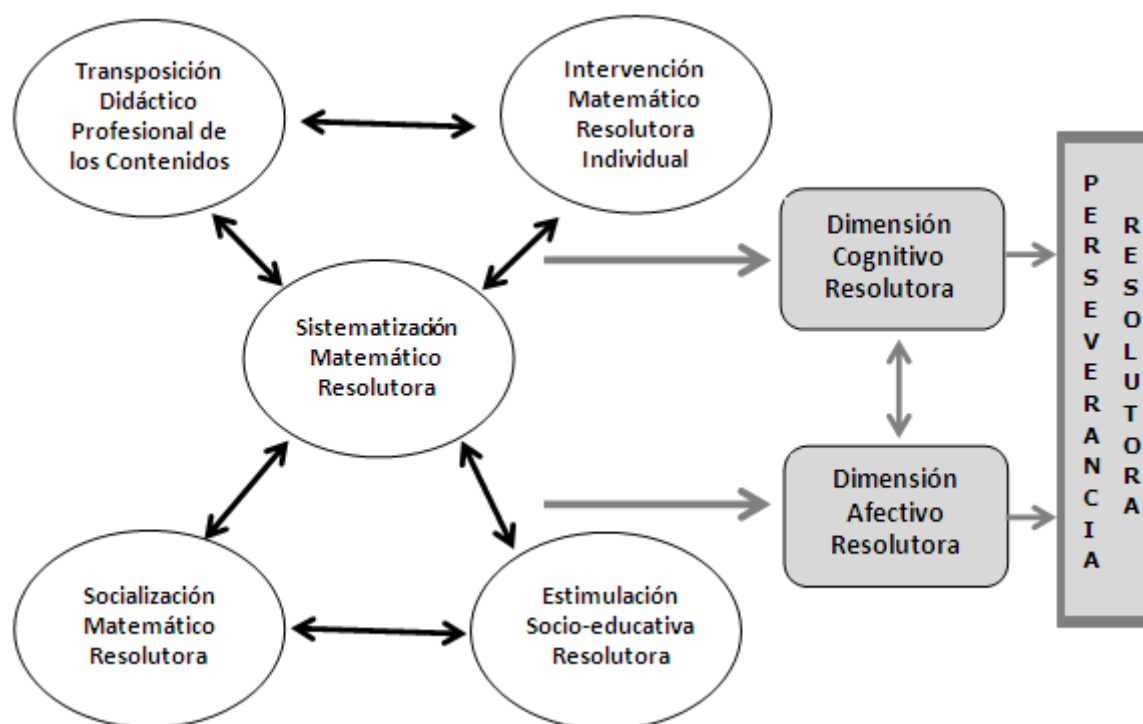 Transposición
Didáctico
Profesional de
los Contenidos
Intervención
Matemático
Resolutora
Individual
Sistematización
Matemático
Resolutora
Socialización
Matemático
Resolutora
Estimulación
Socio-educativa
Resolutora
Dimensión
Cognitivo
Resolutora
Dimensión
Afectivo
Resolutora
PERSEVERANCIA
RESOLUTORA